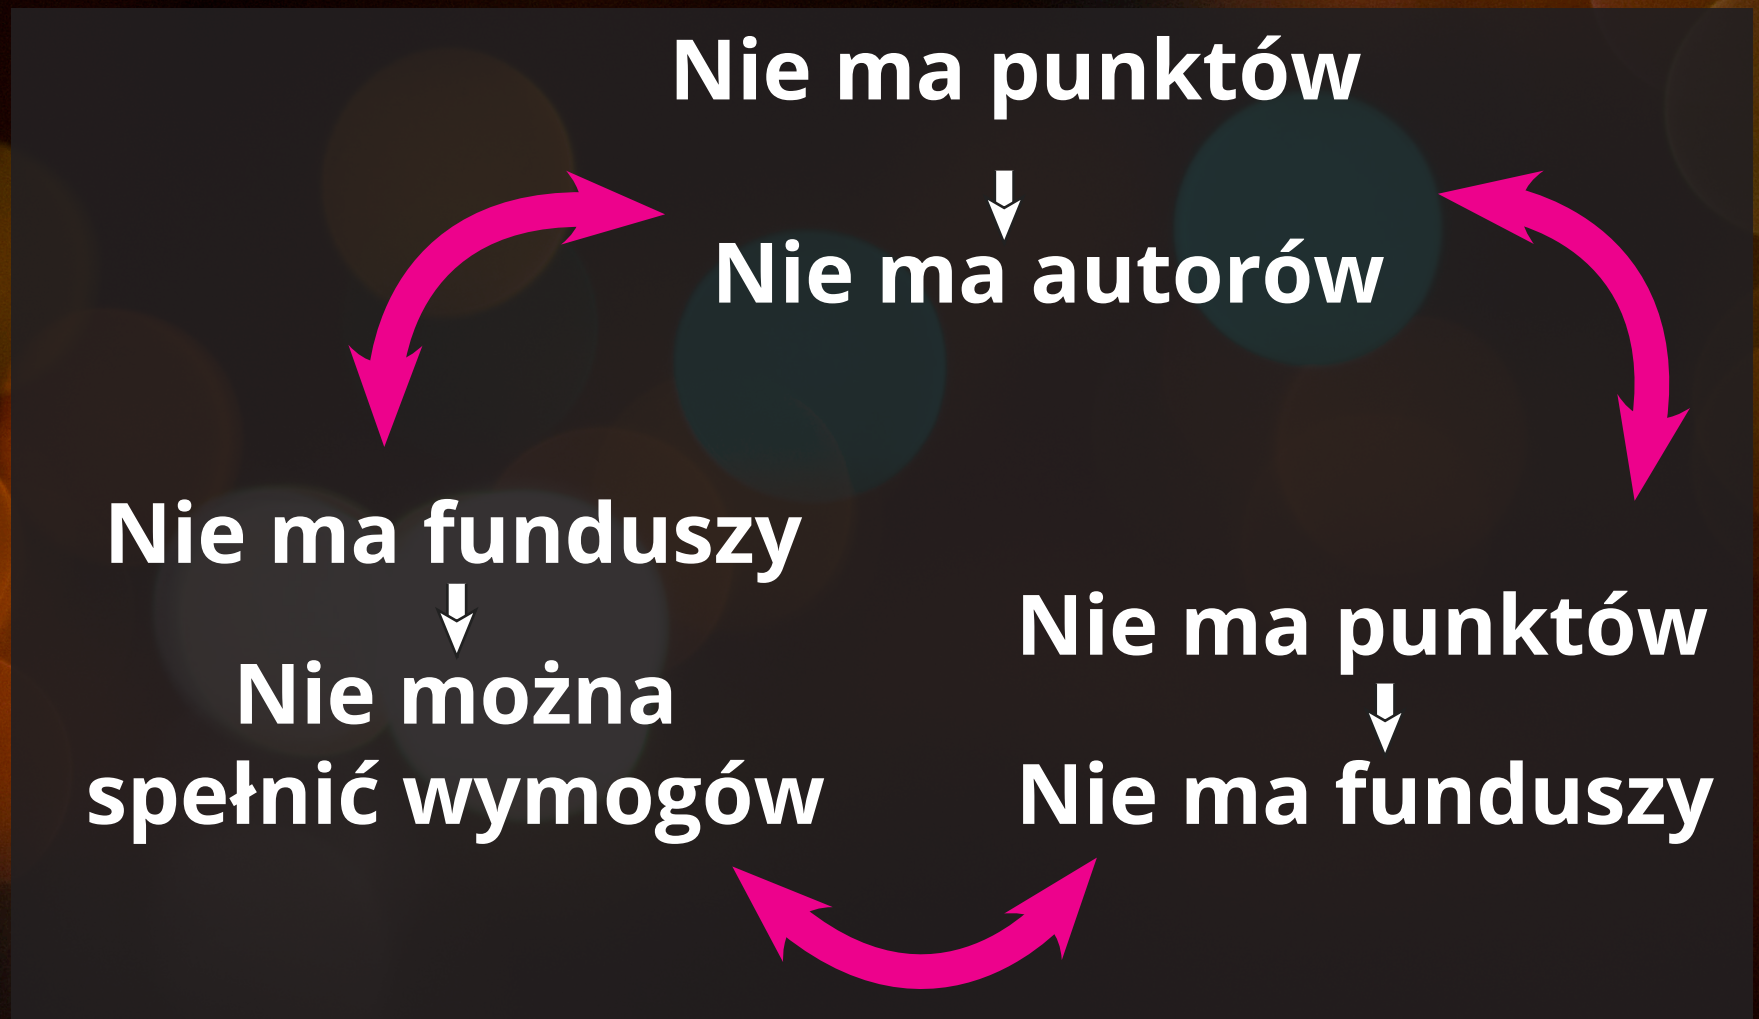 Nie ma punktów
Nie ma autorów
Nie ma funduszy
Nie można
spełnić wymogów
Nie ma punktów
Nie ma funduszy